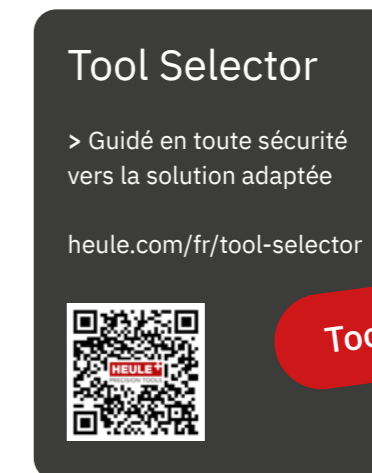 Tool Selector
> Guidé en toute sécurité
vers la solution adaptée
heule.com/fr/tool-selector
HEULE
PRECISION TOOLS